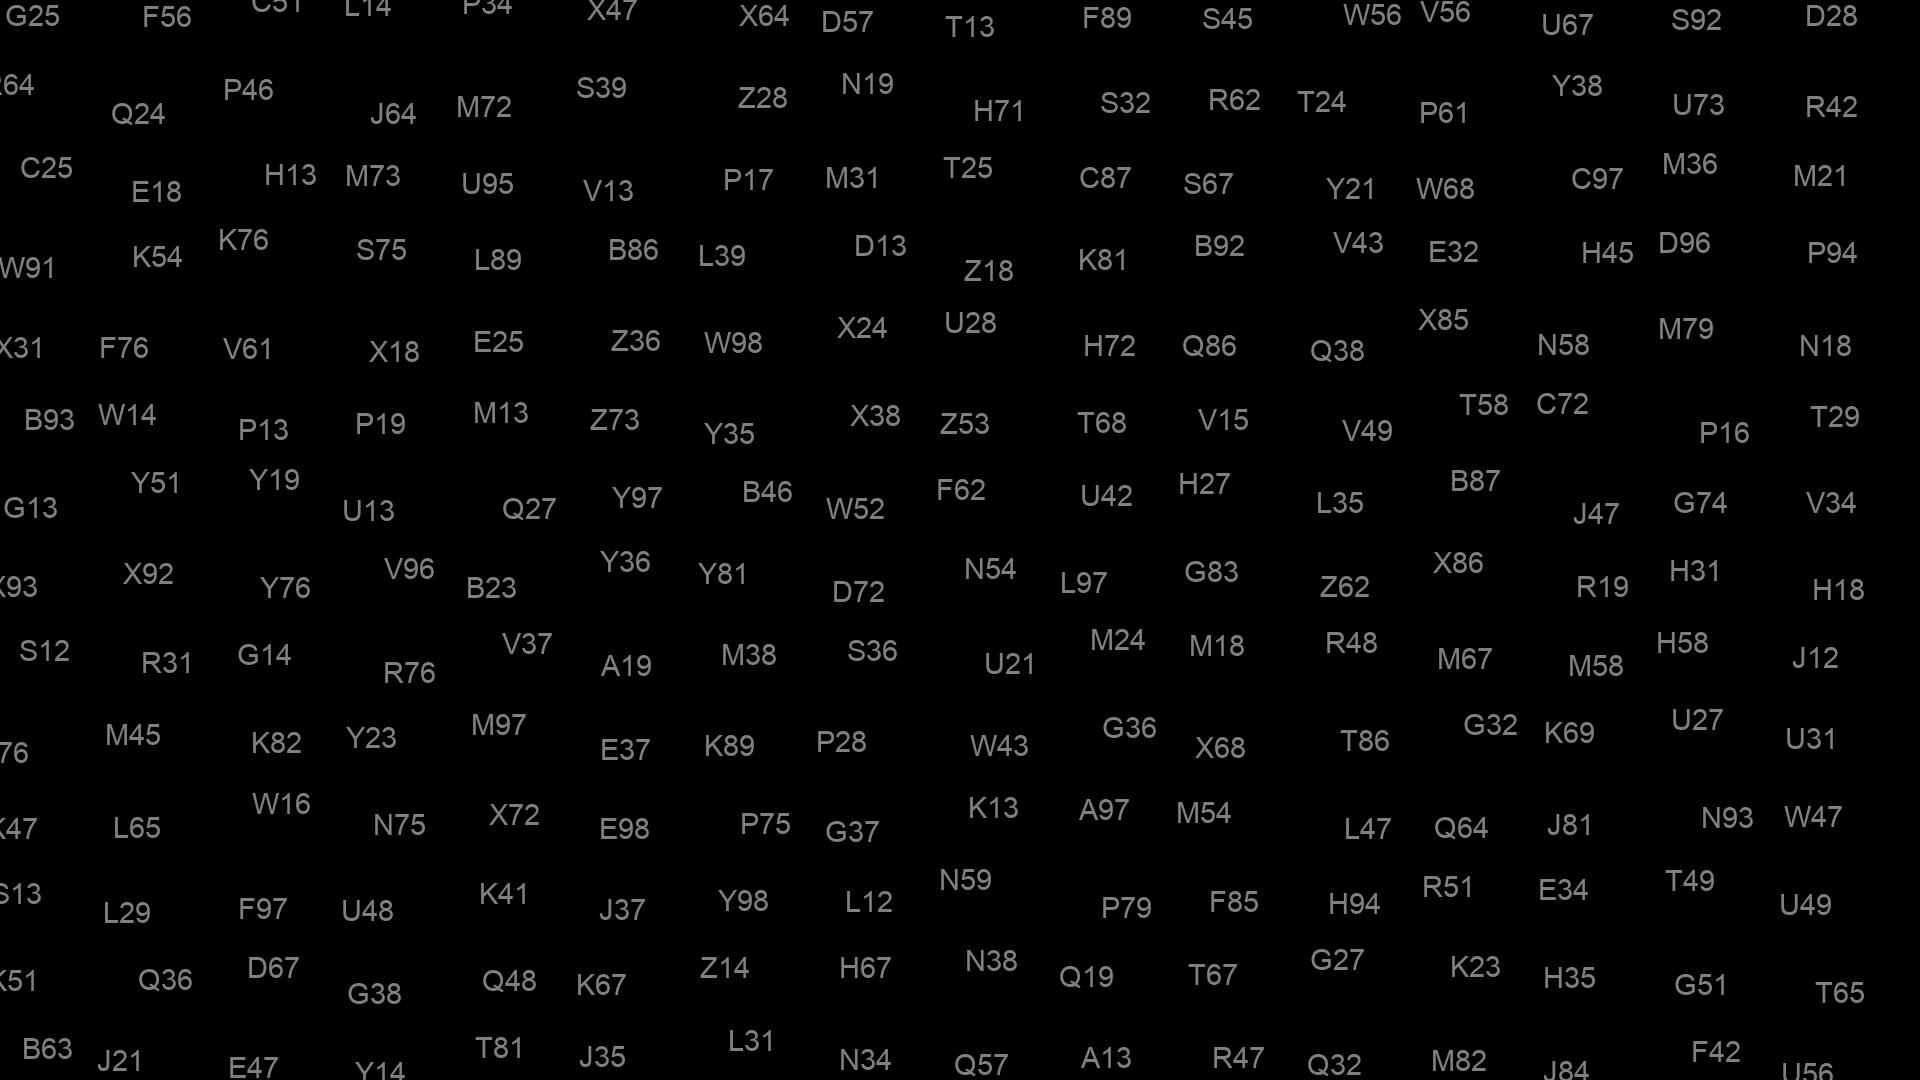 G25 F56 C51 L14 P34 X47 X64 D57 T13 F89 S45 W56 V56 U67 S92 D28
Q24 P46 J64 M72 S39 Z28 N19 H71 S32 R62 T24 P61 Y38 U73 R42
C25 E18 H13 M73 U95 V13 P17 M31 T25 C87 S67 Y21 W68 C97 M36 M21
W91 K54 K76 S75 L89 B86 L39 D13 Z18 K81 B92 V43 E32 H45 D96 P94
X31 F76 V61 X18 E25 Z36 W98 X24 U28 H72 Q86 Q38 X85 N58 M79 N18
B93 W14 P13 P19 M13 Z73 Y35 X38 Z53 T68 V15 V49 T58 C72 P16 T29
G13 Y51 Y19 U13 Q27 Y97 B46 W52 F62 U42 H27 L35 B87 J47 G74 V34
X92 Y76 V96 B23 Y36 Y81 D72 N54 L97 G83 Z62 X86 R19 H31 H18
S12 R31 G14 R76 V37 A19 M38 S36 U21 M24 M18 R48 M67 M58 H58 J12
76 M45 K82 Y23 M97 E37 K89 P28 W43 G36 X68 T86 G32 K69 U27 U31
K47 L65 W16 N75 X72 E98 P75 G37 K13 A97 M54 L47 Q64 J81 N93 W47
S13 L29 F97 U48 K41 J37 Y98 L12 N59 P79 F85 H94 R51 E34 T49 U49
K51 Q36 D67 G38 Q48 K67 Z14 H67 N38 Q19 T67 G27 K23 H35 G51 T65
B63 J21 E47 Y14 T81 J35 L31 N34 Q57 A13 R47 Q32 M82 J84 F42 U56